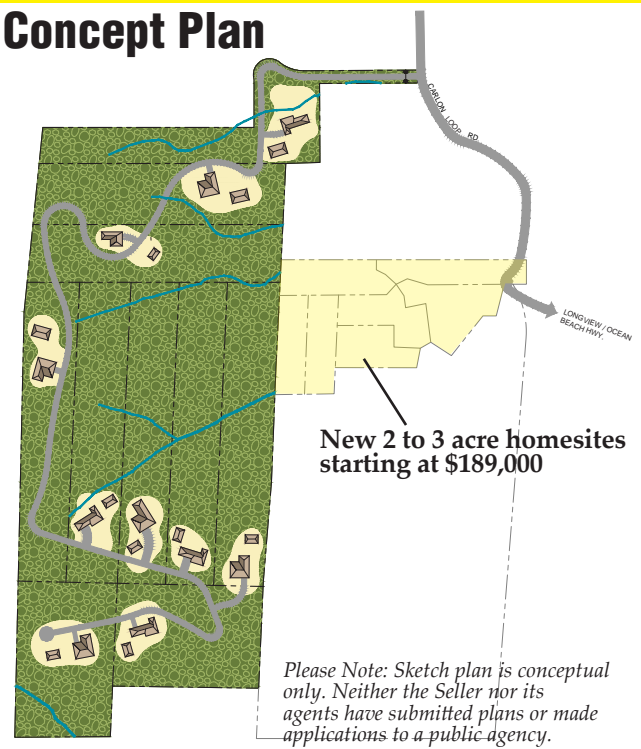 Concept Plan
CARLON LOOP RD
LONGVIEW / OCEAN
BEACH HWY.
New 2 to 3 acre homesites
starting at $189,000
Please Note: Sketch plan is conceptual
only. Neither the Seller nor its
agents have submitted plans or made
applications to a public agency.